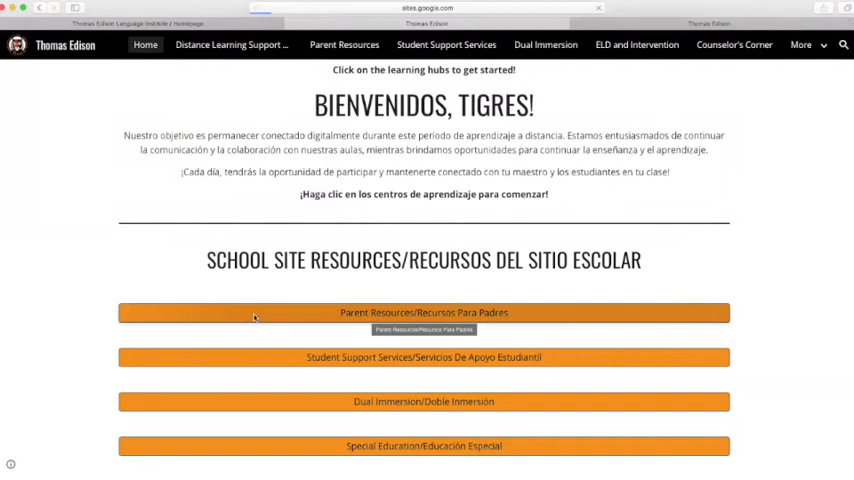 sites.google.com
Thomas Edison Language Institute / Homepage
Thomas Edison
Thomas Edison
Thomas Edison
Home
Distance Learning Support ...
Parent Resources
Student Support Services
Dual Immersion
ELD and Intervention
Counselor's Corner
More
Click on the learning hubs to get started!
BIENVENIDOS, TIGRES!
Nuestro objetivo es permanecer conectado digitalmente durante este período de aprendizaje a distancia. Estamos entusiasmados de continuar
la comunicación y la colaboración con nuestras aulas, mientras brindamos oportunidades para continuar la enseñanza y el aprendizaje.
¡Cada día, tendrás la oportunidad de participar y mantenerte conectado con tu maestro y los estudiantes en tu clase!
¡Haga clic en los centros de aprendizaje para comenzar!
SCHOOL SITE RESOURCES/RECURSOS DEL SITIO ESCOLAR
Parent Resources/Recursos Para Padres
Parent Resources/Recursos Para Padres
Student Support Services/Servicios De Apoyo Estudiantil
Dual Immersion/Doble Inmersión
Special Education/Educación Especial